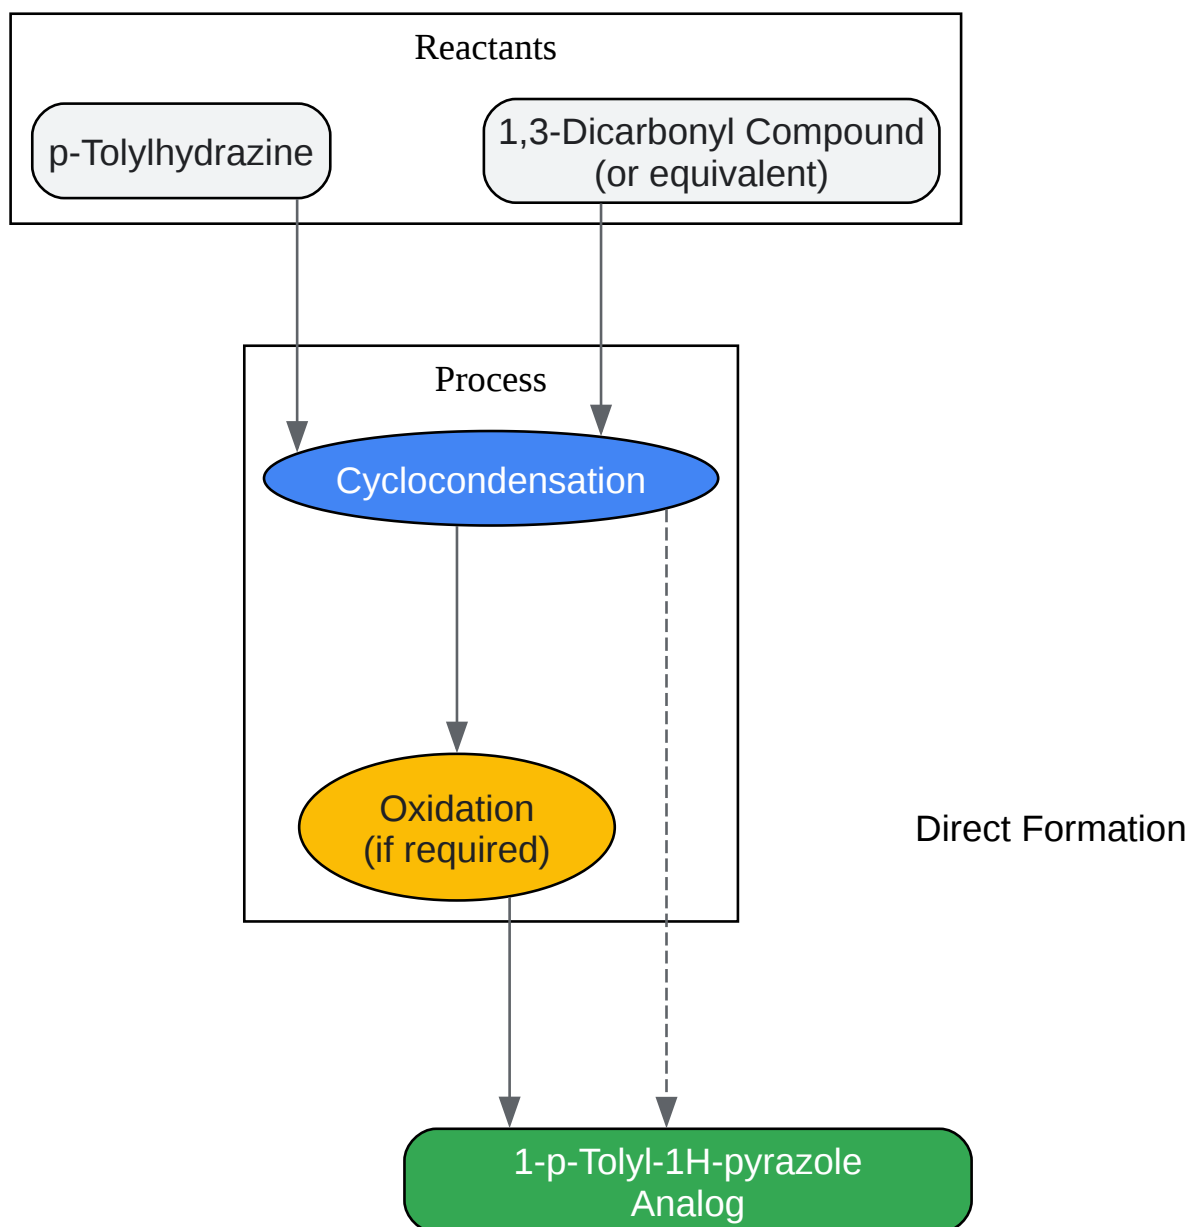 Reactants
p-Tolylhydrazine
1,3-Dicarbonyl Compound
(or equivalent)
Process
Cyclocondensation
Oxidation
(if required)
Direct Formation
1-p-Tolyl-1H-pyrazole
Analog